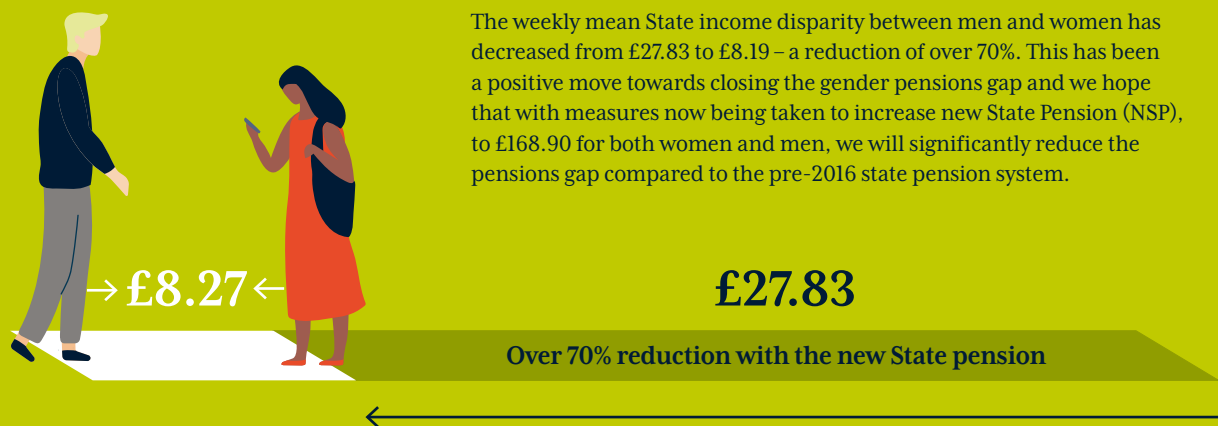 The weekly mean State income disparity between men and women has
decreased from £27.83 to £8.19 – a reduction of over 70%. This has been
a positive move towards closing the gender pensions gap and we hope
that with measures now being taken to increase new State Pension (NSP),
to £168.90 for both women and men, we will significantly reduce the
pensions gap compared to the pre-2016 state pension system.
£8.27
£27.83
Over 70% reduction with the new State pension